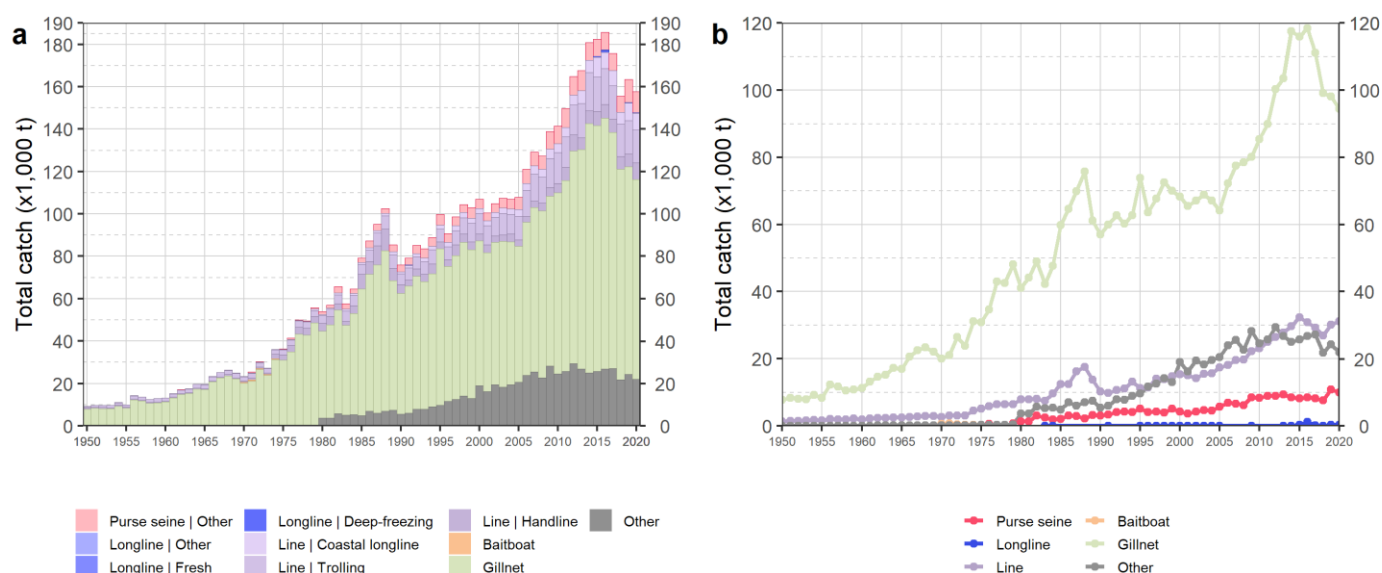 a
b
Total catch (x1,000 t)
190
180
160
140
120
100
80
60
40
20
0
190
180
160
140
120
100
80
60
40
20
0
1950 1955 1960 1965 1970 1975 1980 1985 1990 1995 2000 2005 2010 2015 2020
Total catch (x1,000 t)
120
100
80
60
40
20
0
120
100
80
60
40
20
0
1950 1955 1960 1965 1970 1975 1980 1985 1990 1995 2000 2005 2010 2015 2020
Purse seine | Other
Longline | Deep-freezing
Line | Handline
Other
Longline | Other
Line | Coastal longline
Baitboat
Longline | Fresh
Line | Trolling
Gillnet
Purse seine
Baitboat
Longline
Gillnet
Line
Other